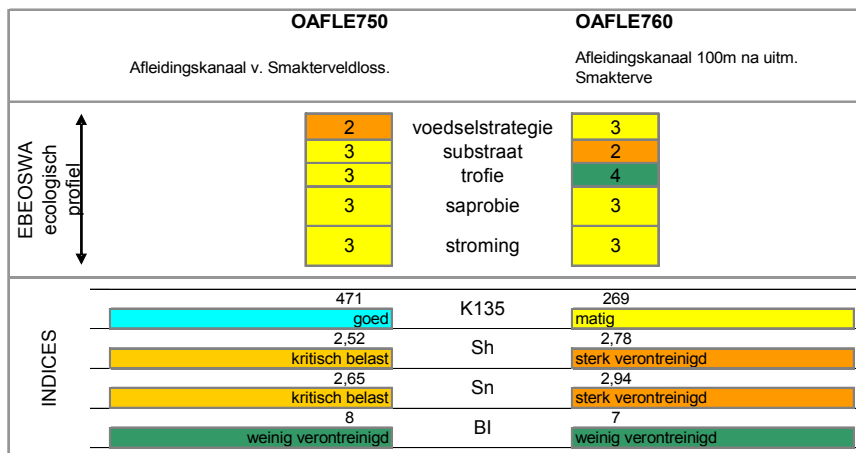 OAFLE750 OAFLE760
Afleidingskanaal v. Smakterveldloss. Afleidingskanaal 100m na uitm.
Smakterve
EBEOSWA
ecologisch
profiel
2 voedselstrategie 3
3 substraat 2
3 trofie 4
3 saprobie 3
3 stroming 3
INDICES
471 K135 269
goed matig
2,52 Sh 2,78
kritisch belast sterk verontreinigd
2,65 Sn 2,94
kritisch belast sterk verontreinigd
8 BI 7
weinig verontreinigd weinig verontreinigd